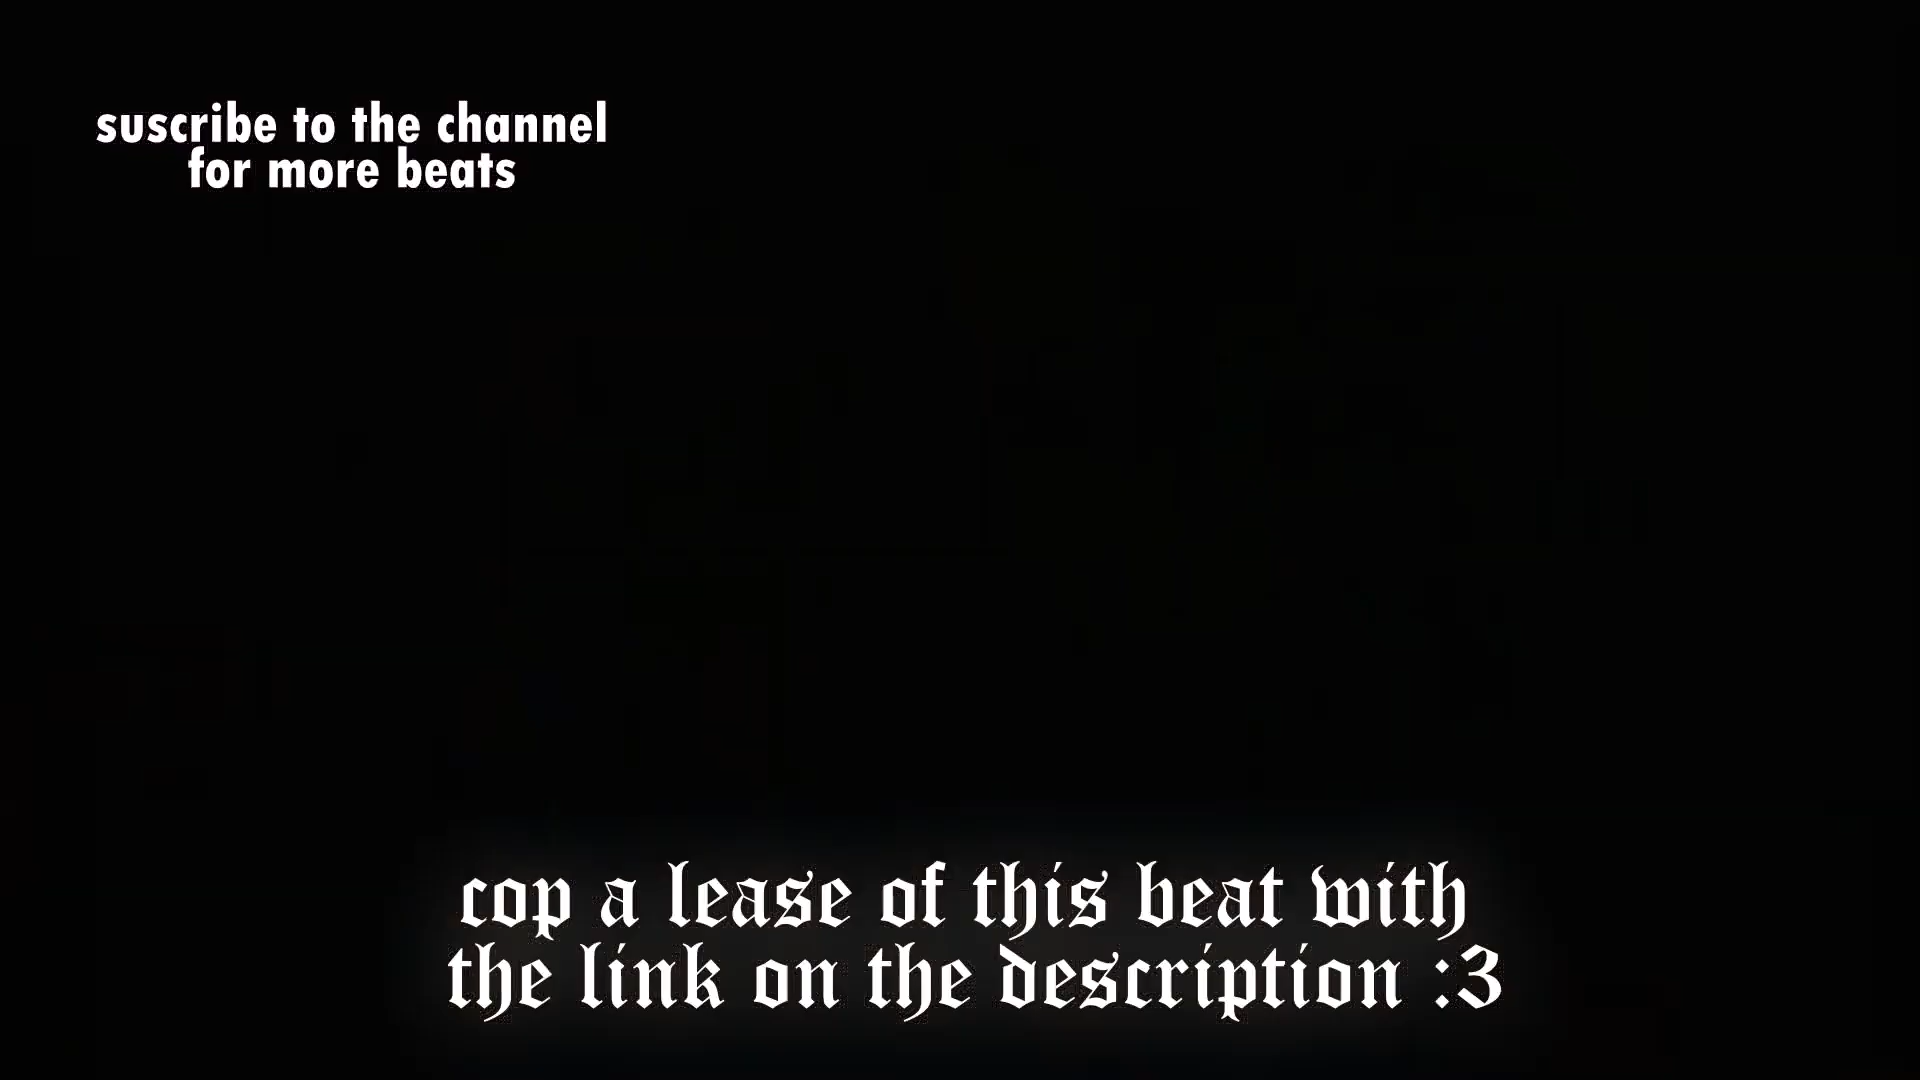 suscribe to the channel
for more beats
cop a lease of this beat with
the link on the description :3